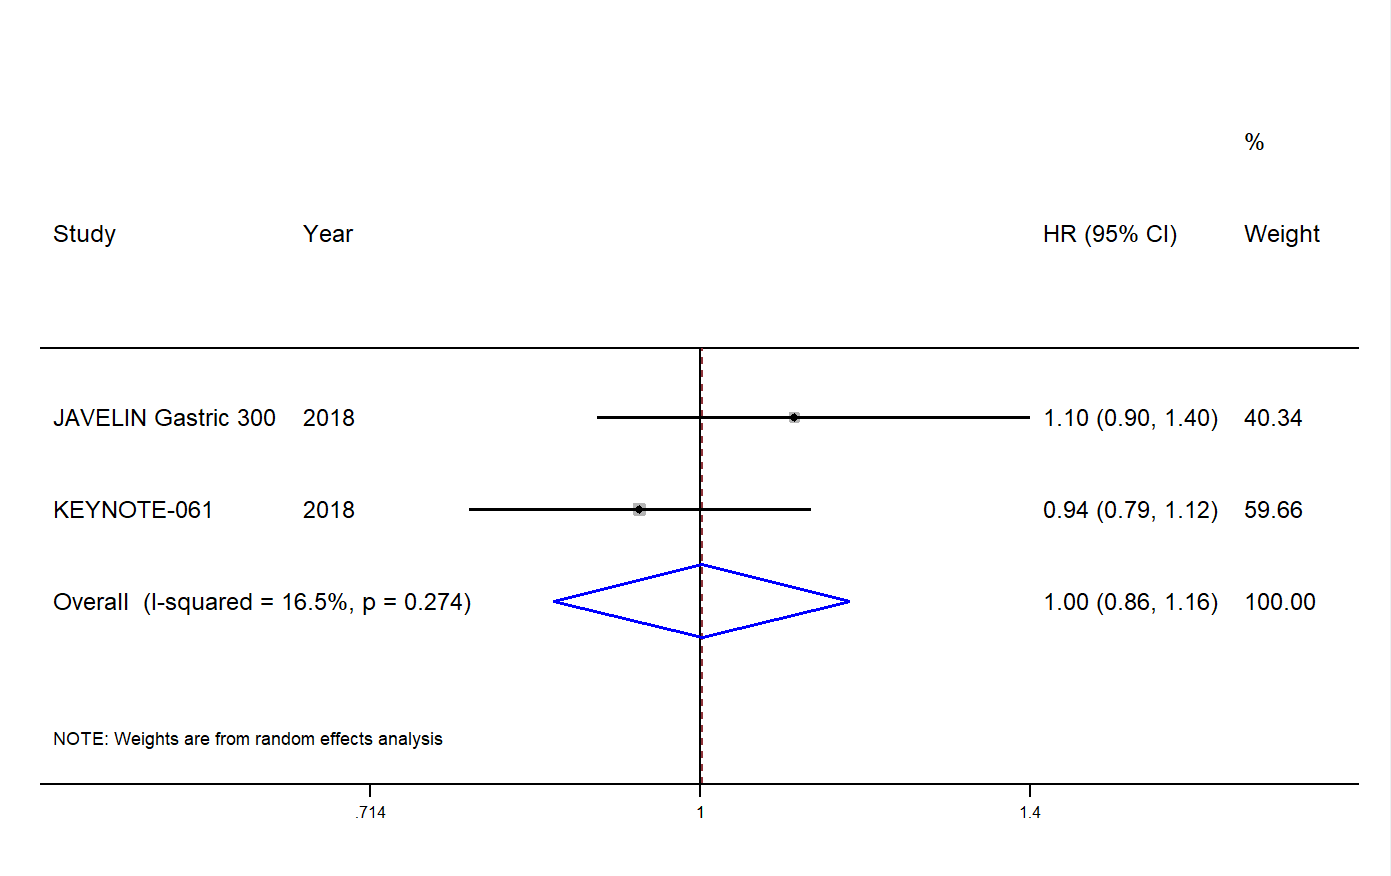 %
Study Year HR (95% CI) Weight
JAVELIN Gastric 300 2018 1.10 (0.90, 1.40) 40.34
KEYNOTE-061 2018 0.94 (0.79, 1.12) 59.66
Overall (I-squared = 16.5%, p = 0.274) 1.00 (0.86, 1.16) 100.00
NOTE: Weights are from random effects analysis
.714 1 1.4